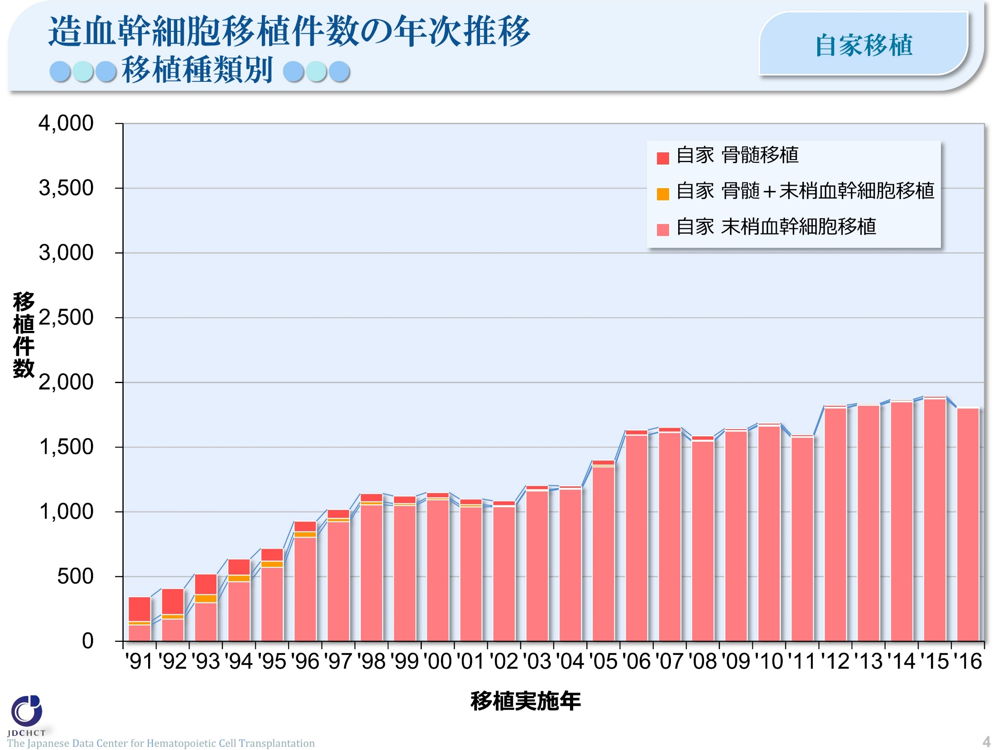 造血幹細胞移植件数の年次推移
移植種類別
自家移植
4,000
3,500
3,000
2,500
2,000
1,500
1,000
500
0
移植件数
自家 骨髄移植
自家 骨髄＋末梢血幹細胞移植
自家 末梢血幹細胞移植
'91 '92 '93 '94 '95 '96 '97 '98 '99 '00 '01 '02 '03 '04 '05 '06 '07 '08 '09 '10 '11 '12 '13 '14 '15 '16
移植実施年
JDCHCT
The Japanese Data Center for Hematopoietic Cell Transplantation
4